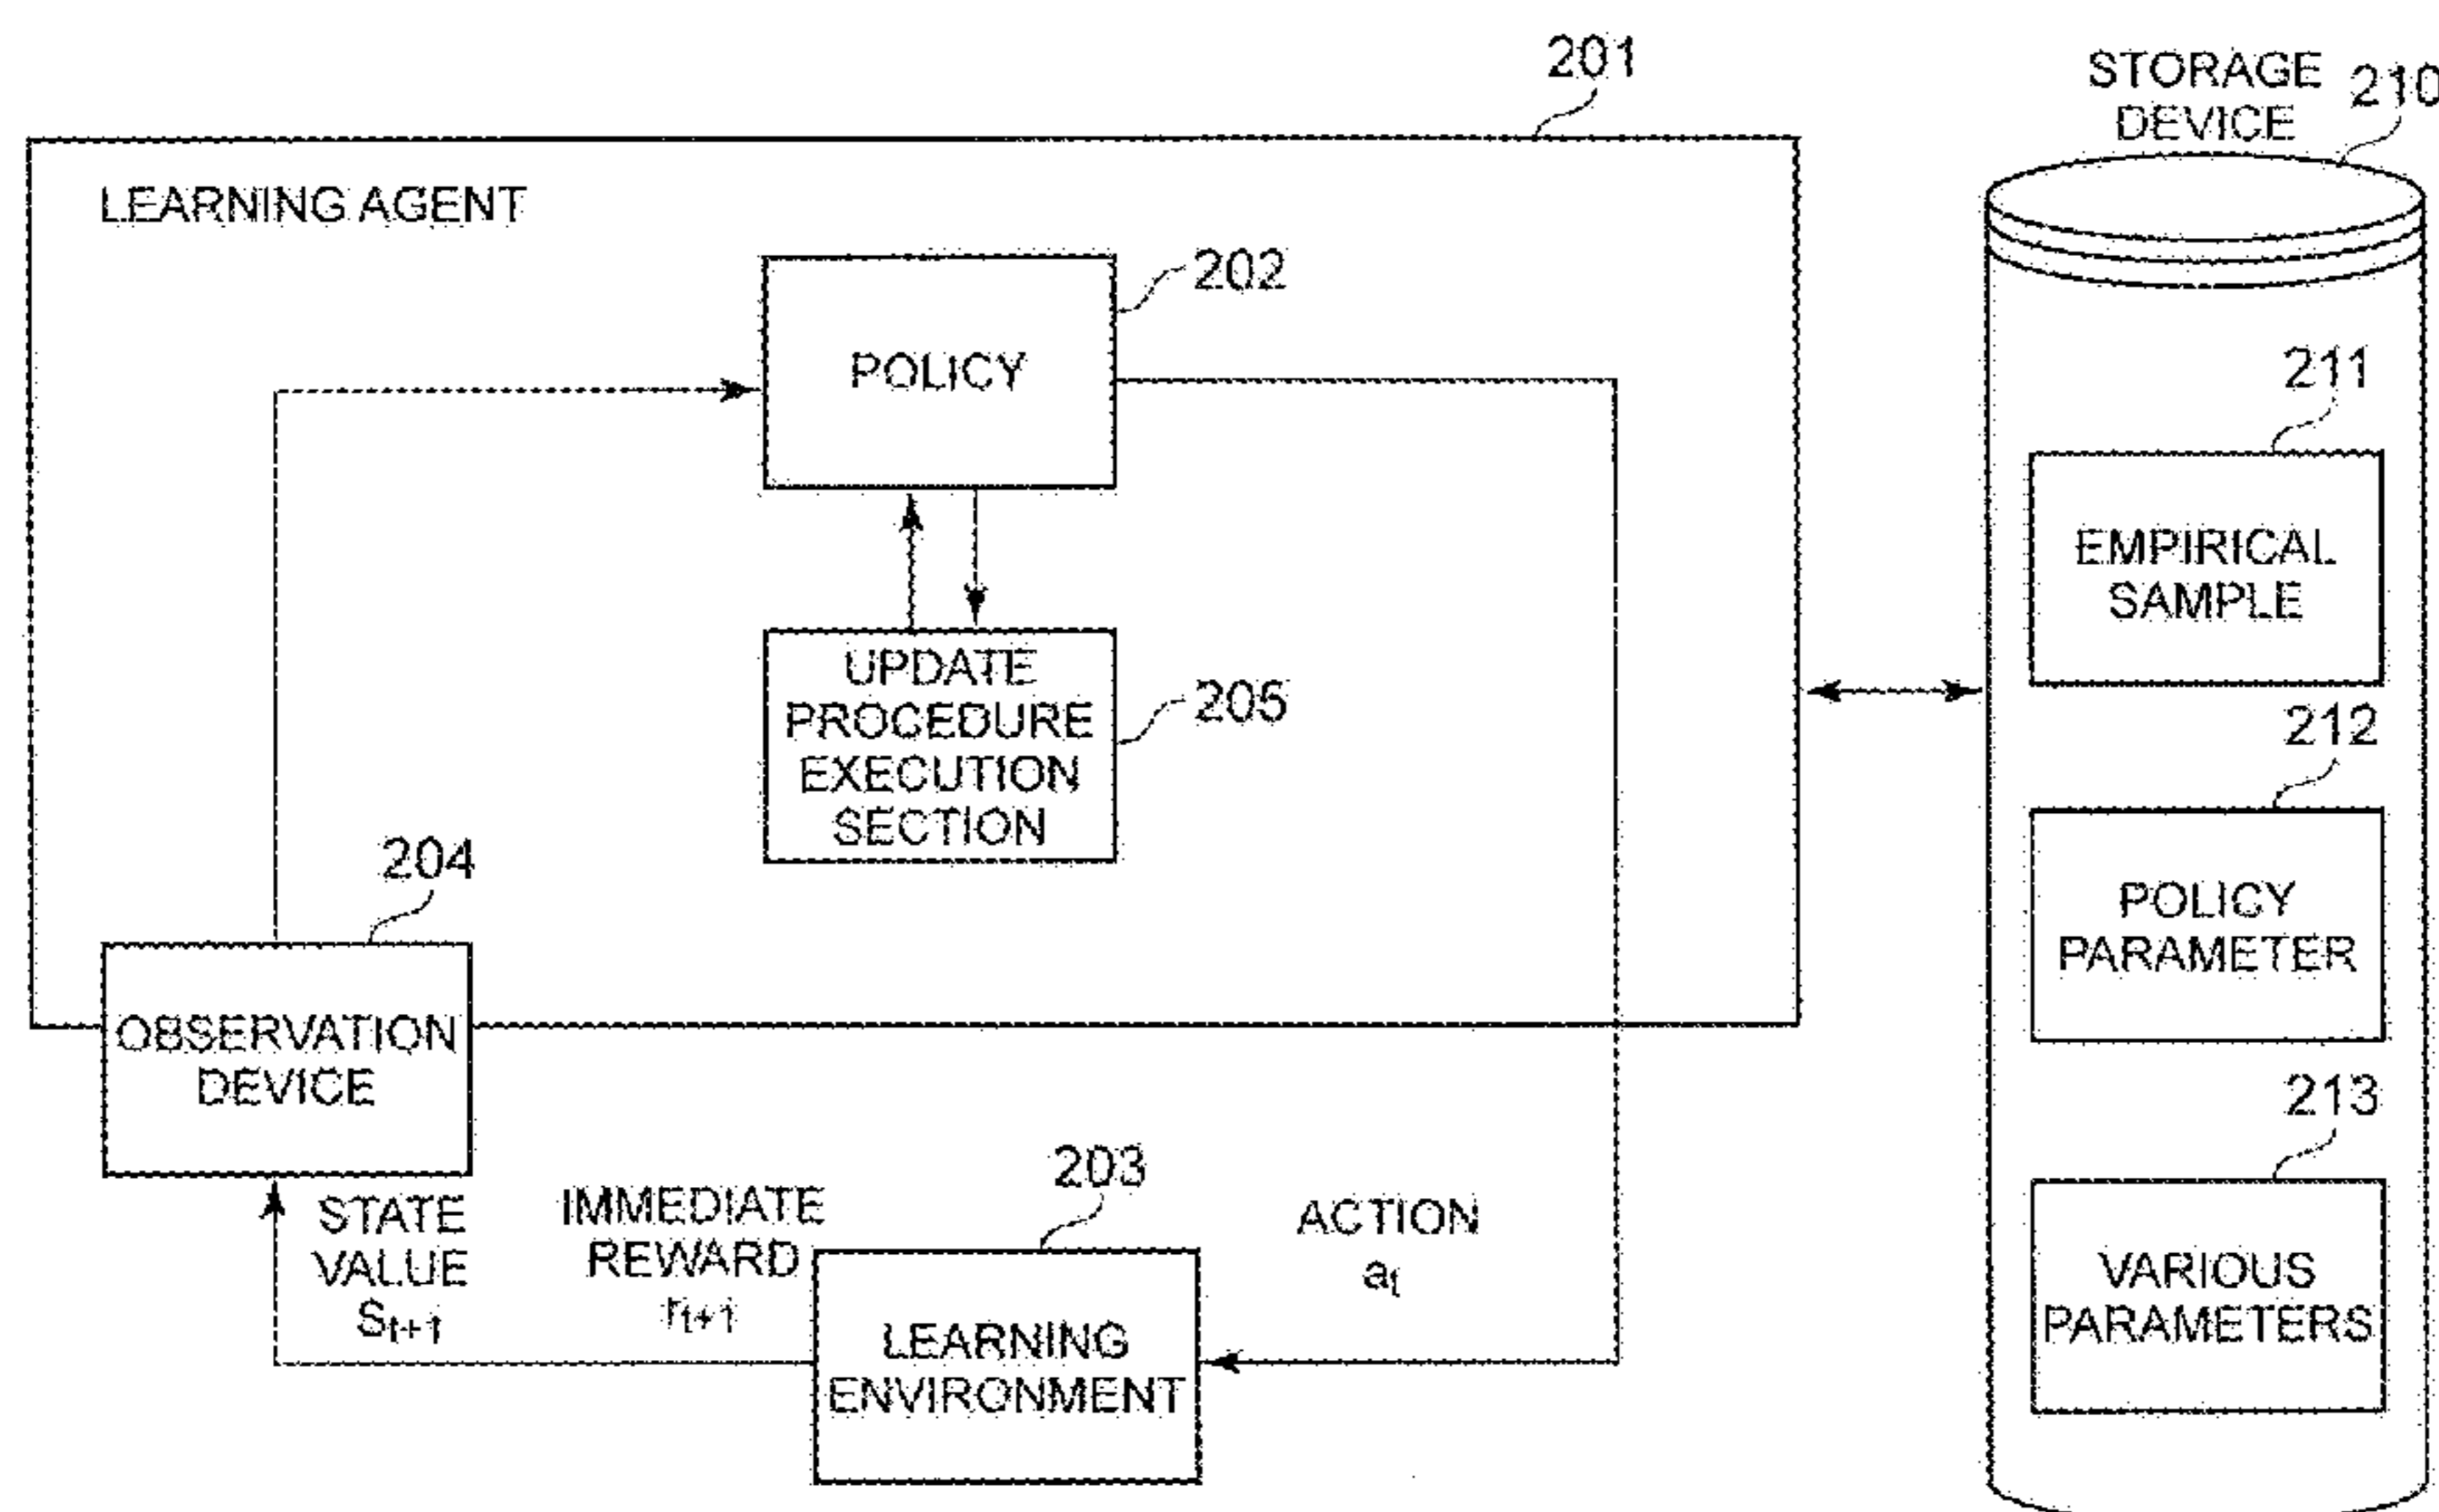 201
STORAGE
DEVICE
210
LEARNING AGENT
202
POLICY
211
EMPIRICAL
SAMPLE
205
UPDATE
PROCEDURE
EXECUTION
SECTION
212
POLICY
PARAMETER
204
OBSERVATION
DEVICE
213
VARIOUS
PARAMETERS
STATE
VALUE
St+1
IMMEDIATE
REWARD
rt+1
203
LEARNING
ENVIRONMENT
ACTION
at